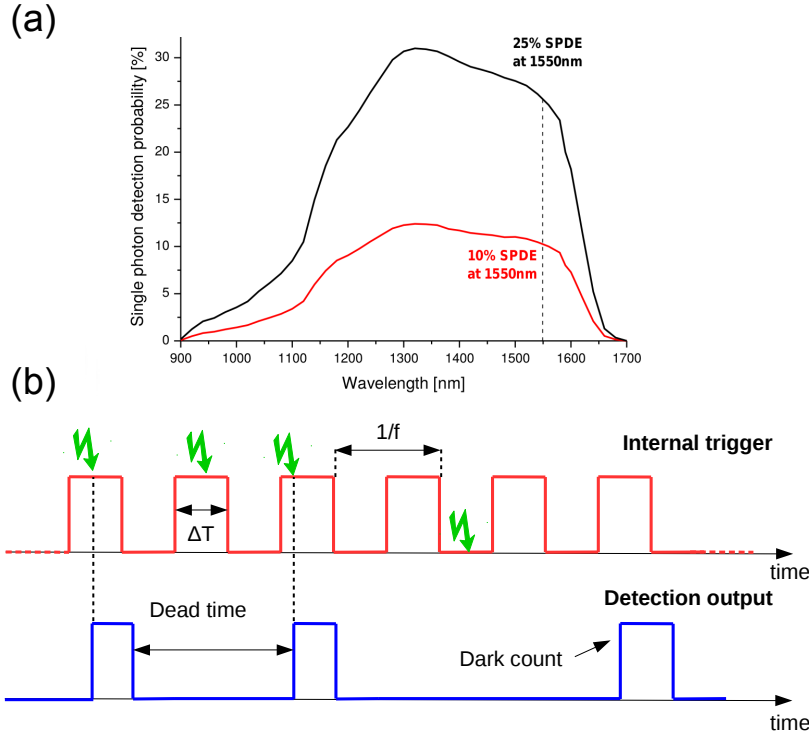 (a)
Single photon detection probability [%]
30
25
20
15
10
5
0
25% SPDE
at 1550nm
10% SPDE
at 1550nm
900 1000 1100 1200 1300 1400 1500 1600 1700
Wavelength [nm]
(b)
1/f
Internal trigger
ΔT
time
Detection output
Dead time
Dark count
time